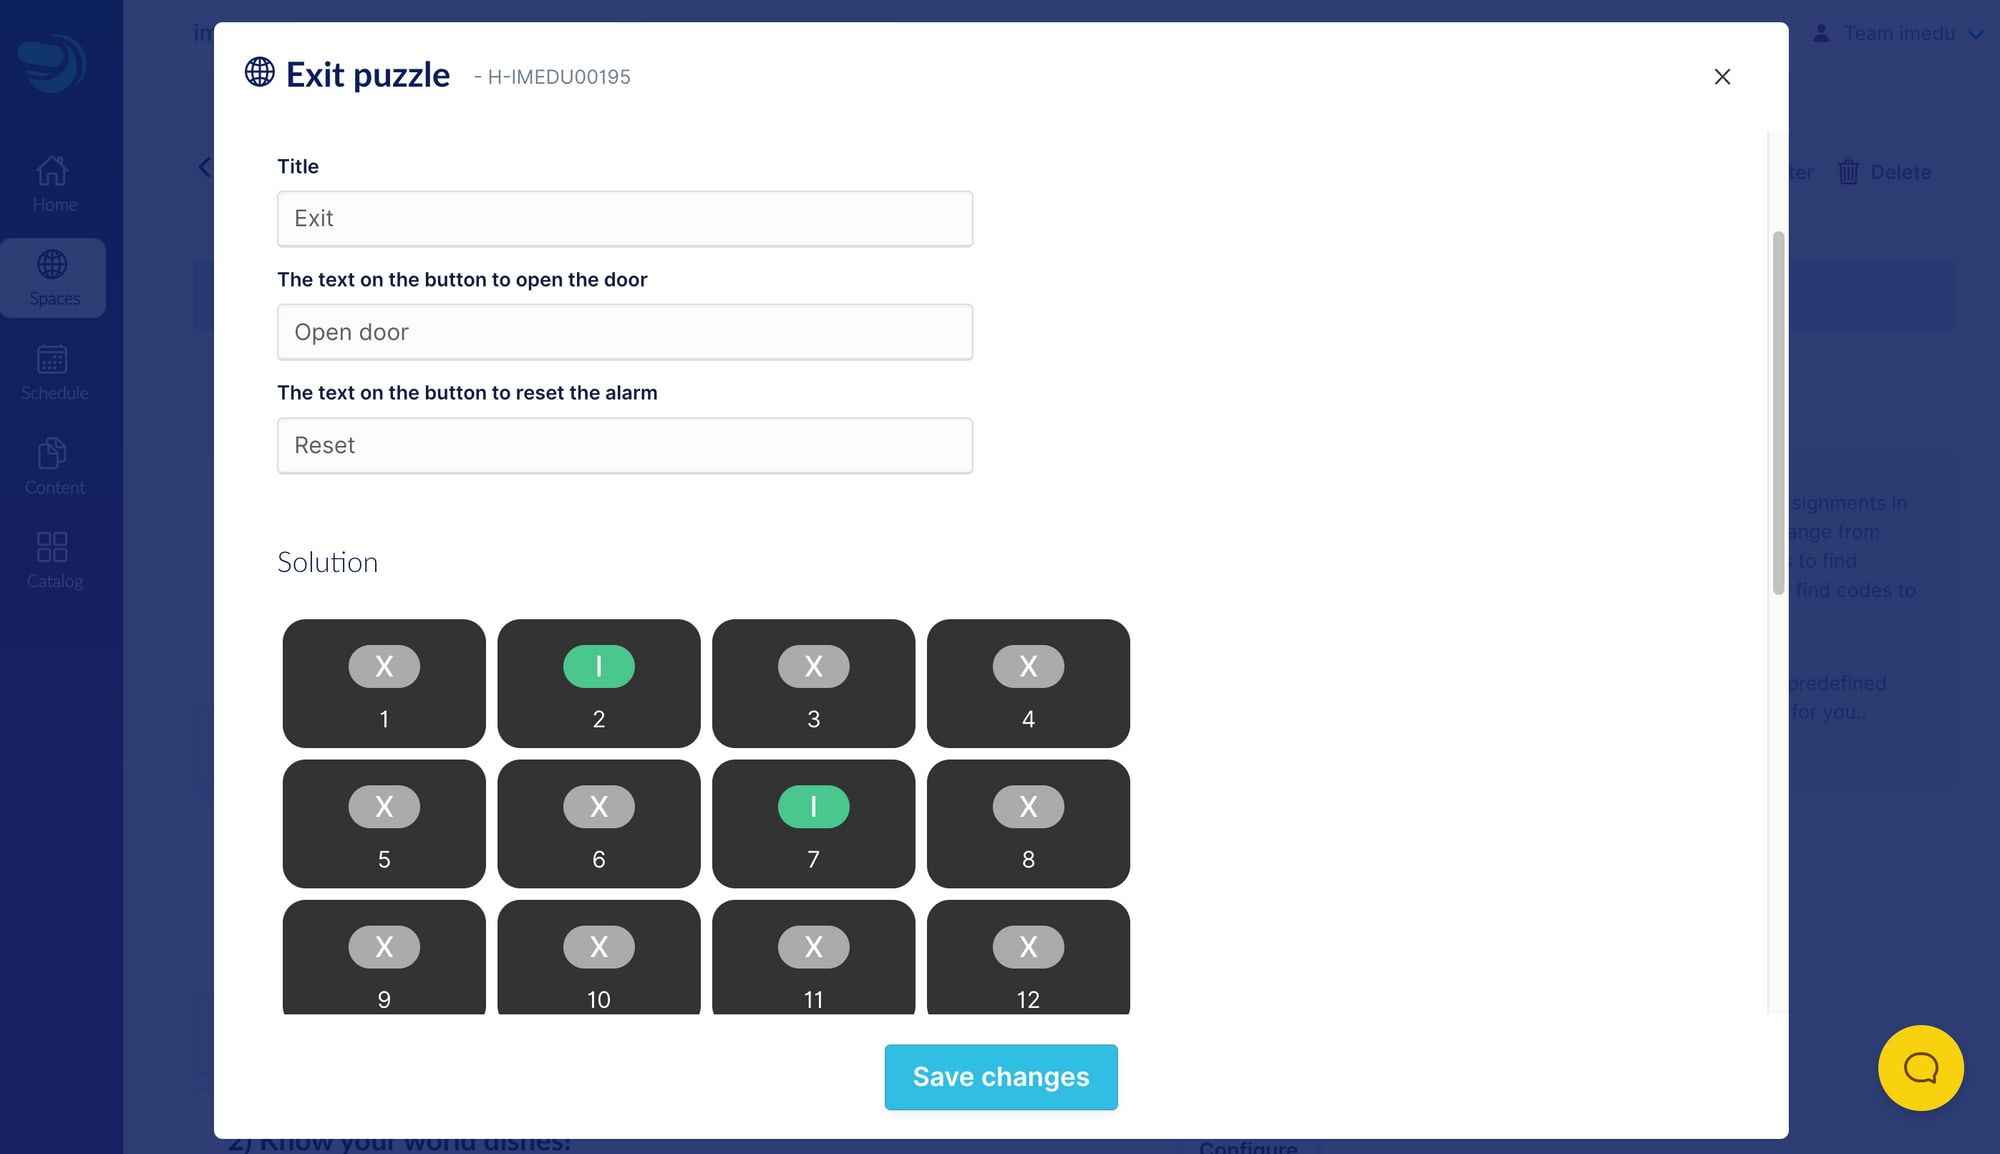 Team imedu
Exit puzzle - H-IMEDU00195
Home
Spaces
Schedule
Content
Catalog
Delete
Title
Exit
The text on the button to open the door
Open door
The text on the button to reset the alarm
Reset
Solution
X I X X
1 2 3 4
X X I X
5 6 7 8
X X X X
9 10 11 12
signments in
ange from
to find
find codes to
predefined
for you..
Save changes
2) Know your world dishes!
Configure